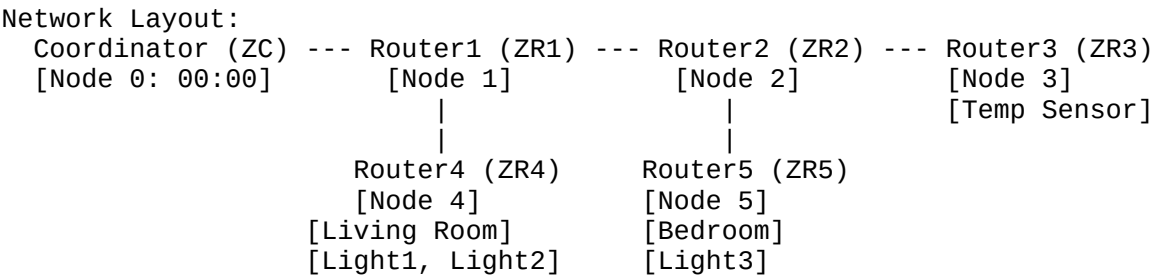 Network Layout:
Coordinator (ZC) --- Router1 (ZR1) --- Router2 (ZR2) --- Router3 (ZR3)
[Node 0: 00:00] [Node 1] [Node 2] [Node 3]
| | [Temp Sensor]
| |
Router4 (ZR4) Router5 (ZR5)
[Node 4] [Node 5]
[Living Room] [Bedroom]
[Light1, Light2] [Light3]